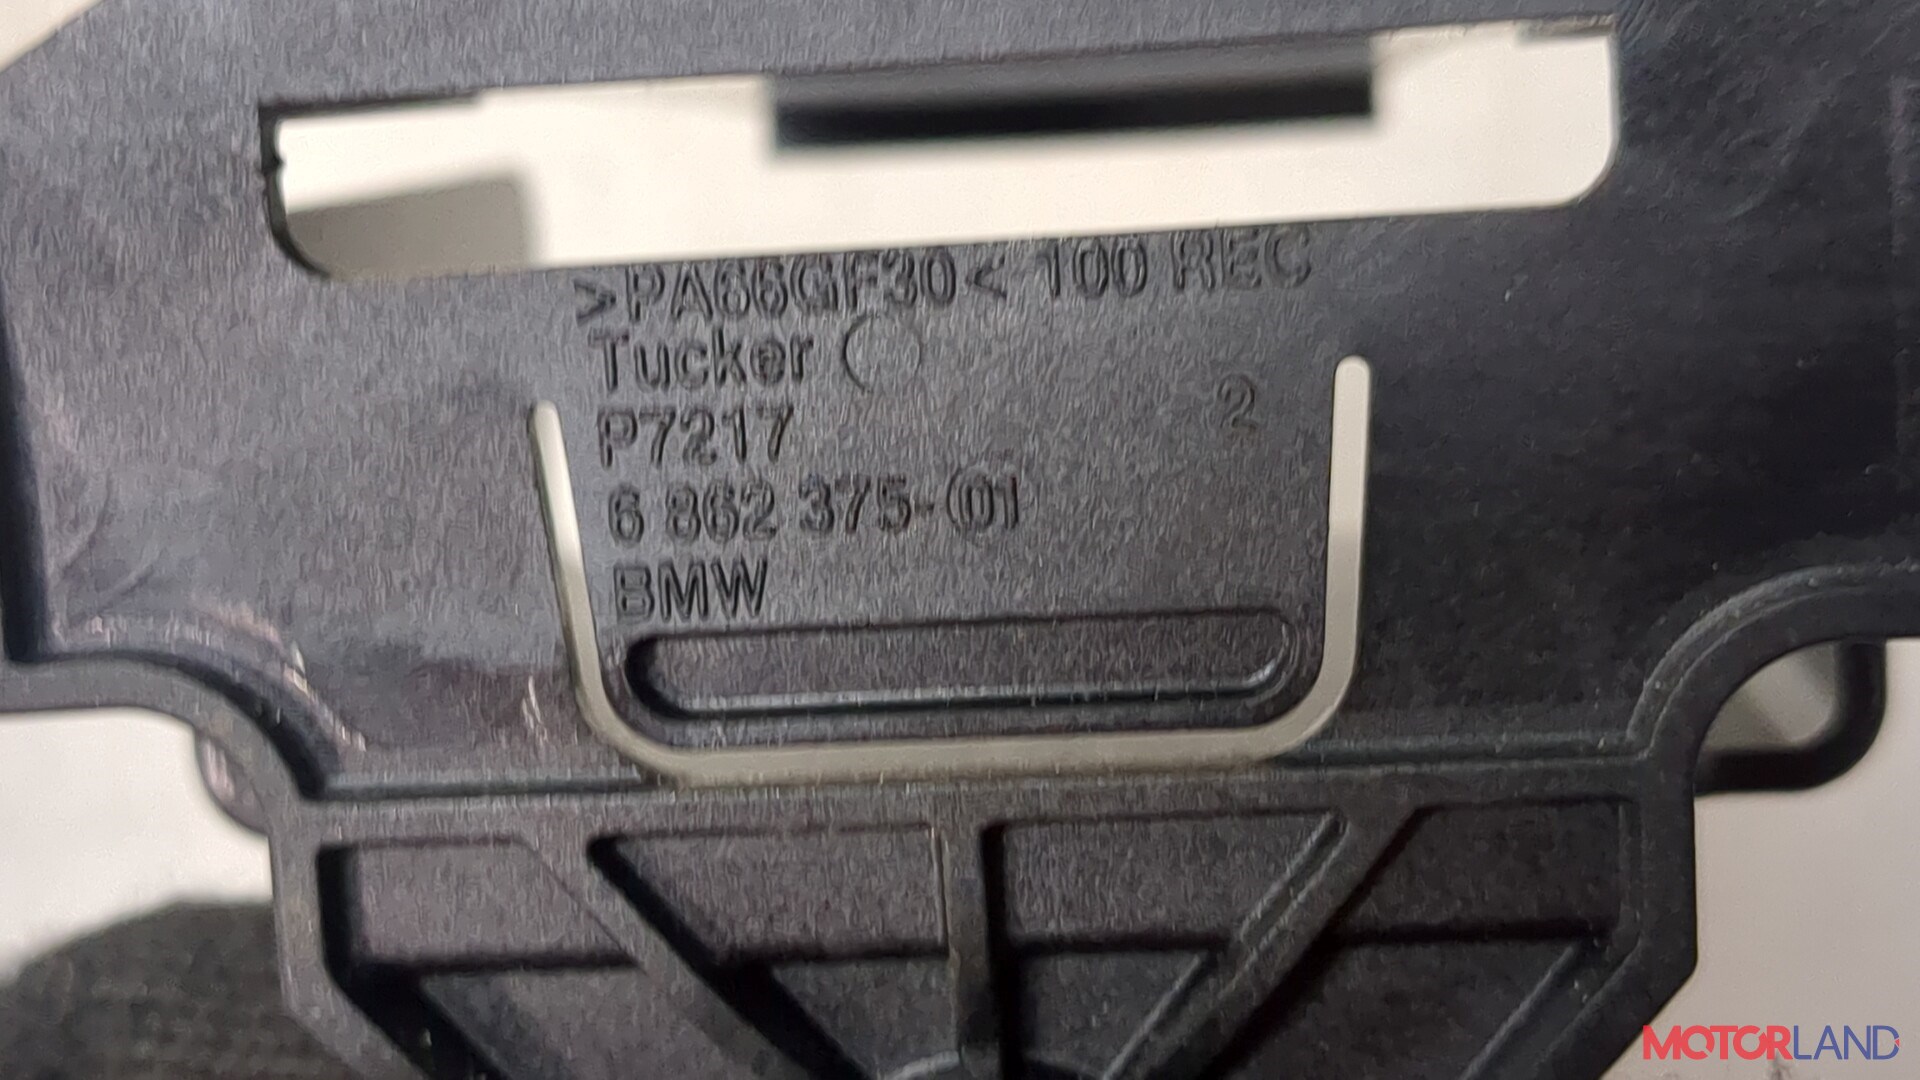 >PA66GF30< 100 REC
Tucker
P7217
2
6 862 375-01
BMW
MOTORLAND